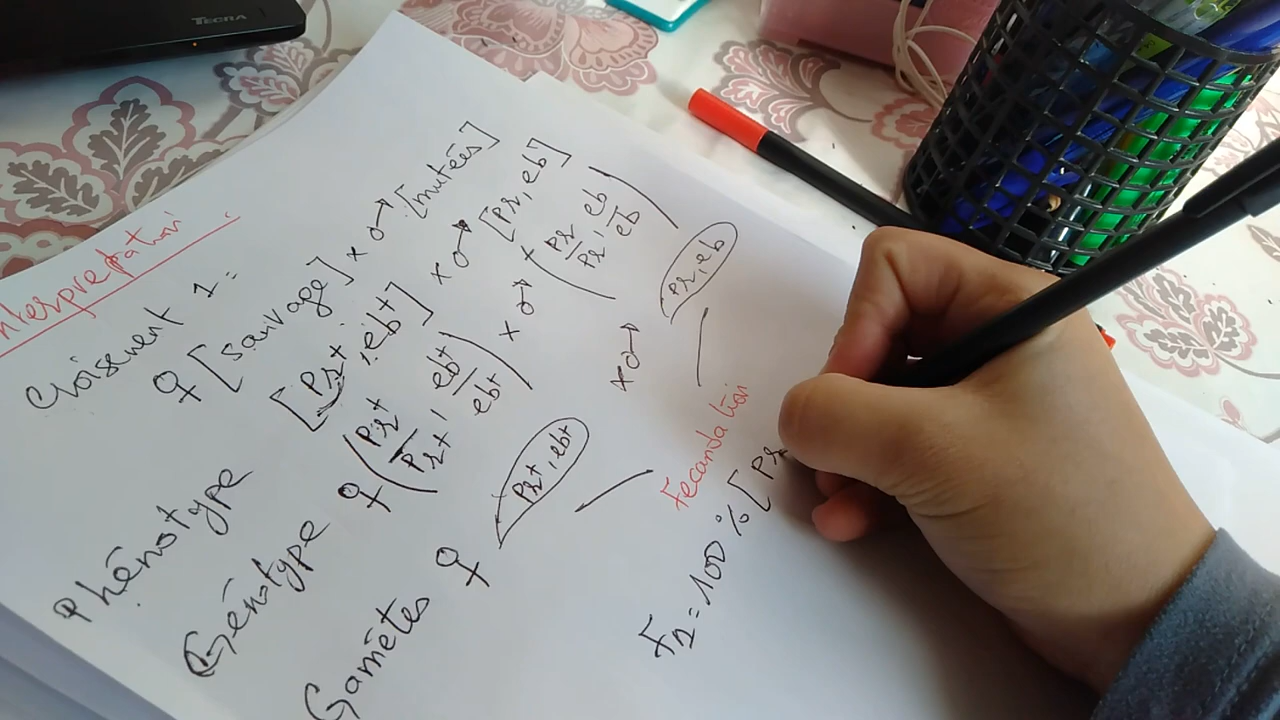 TECRA
Interprétation
Croisement 1 :
♀ [sauvage] × ♂ [mutées]
Phénotype [Pr+, eb+] × ♂ [Pr, eb]
Génotype ♀ (Pr+/Pr+, eb+/eb+) × ♂ (Pr/Pr, eb/eb)
Gamètes ♀ (Pr+, eb+) × ♂ (Pr, eb)
Fecandation
F1 = 100 % [Pr